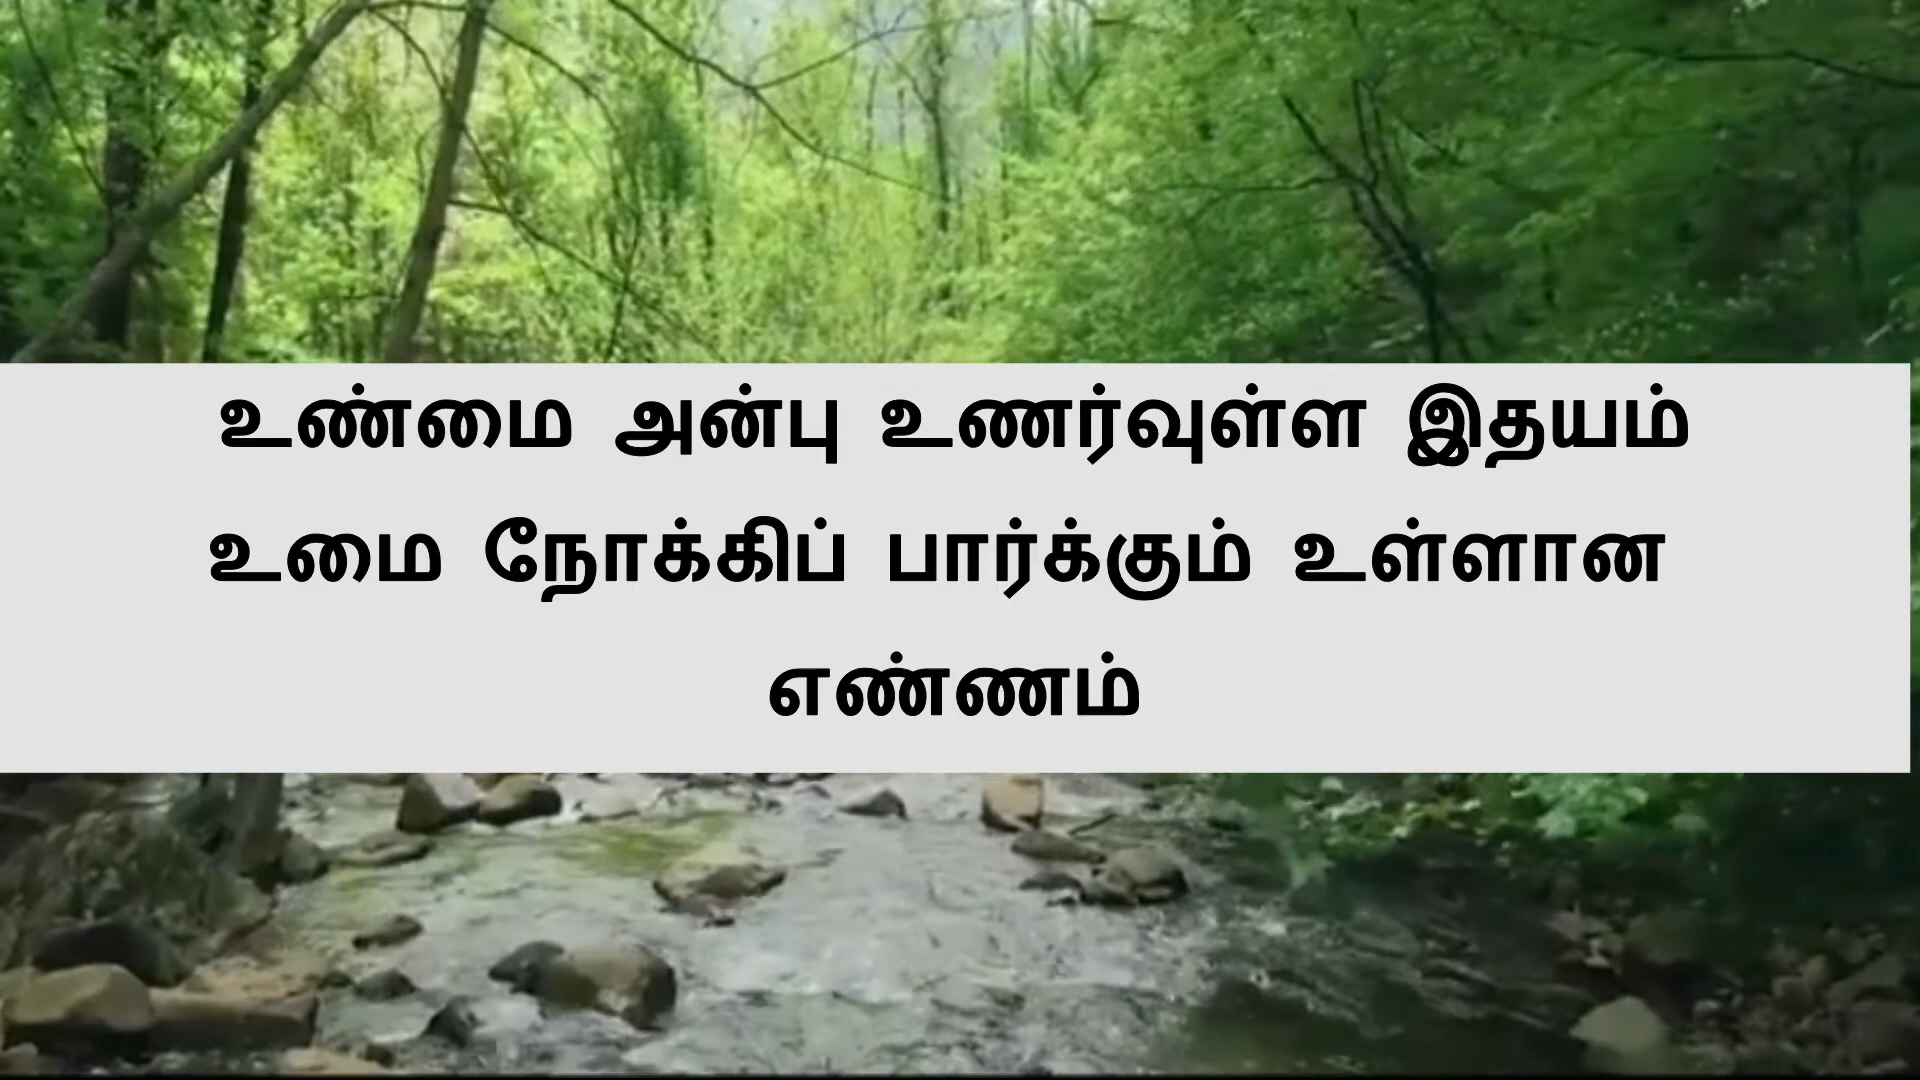 உண்மை அன்பு உணர்வுள்ள இதயம்
உமை நோக்கிப் பார்க்கும் உள்ளான
எண்ணம்